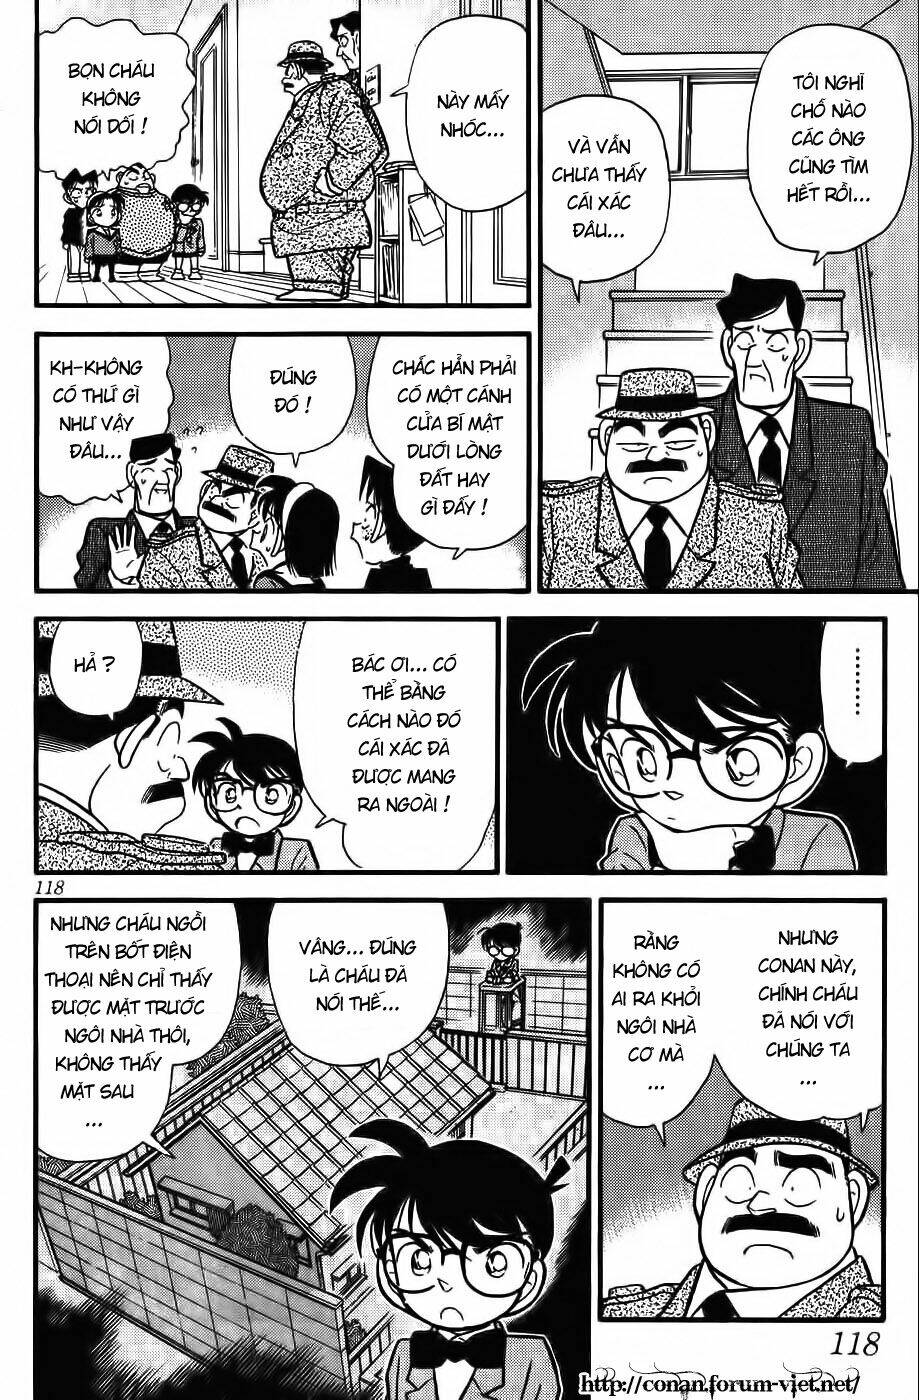 TÔI NGHĨ
CHỖ NÀO
CÁC ÔNG
CŨNG TÌM
HẾT RỒI...
VÀ VẪN
CHƯA THẤY
CÁI XÁC
ĐÂU...
NÀY MẤY
NHÓC...
BỌN CHÁU
KHÔNG
NÓI DỐI !
CHẮC HẲN PHẢI
CÓ MỘT CÁNH
CỬA BÍ MẬT
DƯỚI LÒNG
ĐẤT HAY
GÌ ĐẤY !
ĐÚNG
ĐÓ !
KH-KHÔNG
CÓ THỨ GÌ
NHƯ VẬY
ĐÂU...
.........
BÁC ƠI... CÓ
THỂ BẰNG
CÁCH NÀO ĐÓ
CÁI XÁC ĐÃ
ĐƯỢC MANG
RA NGOÀI !
HẢ ?
118
NHƯNG
CONAN NÀY,
CHÍNH CHÁU
ĐÃ NÓI VỚI
CHÚNG TA
...
RẰNG
KHÔNG CÓ
AI RA KHỎI
NGÔI NHÀ
CƠ MÀ
...
VÂNG... ĐÚNG
LÀ CHÁU ĐÃ
NÓI THẾ...
NHƯNG CHÁU NGỒI
TRÊN BỐT ĐIỆN
THOẠI NÊN CHỈ THẤY
ĐƯỢC MẶT TRƯỚC
NGÔI NHÀ THÔI,
KHÔNG THẤY
MẶT SAU
...
118
http://conan.forum-viet.net/